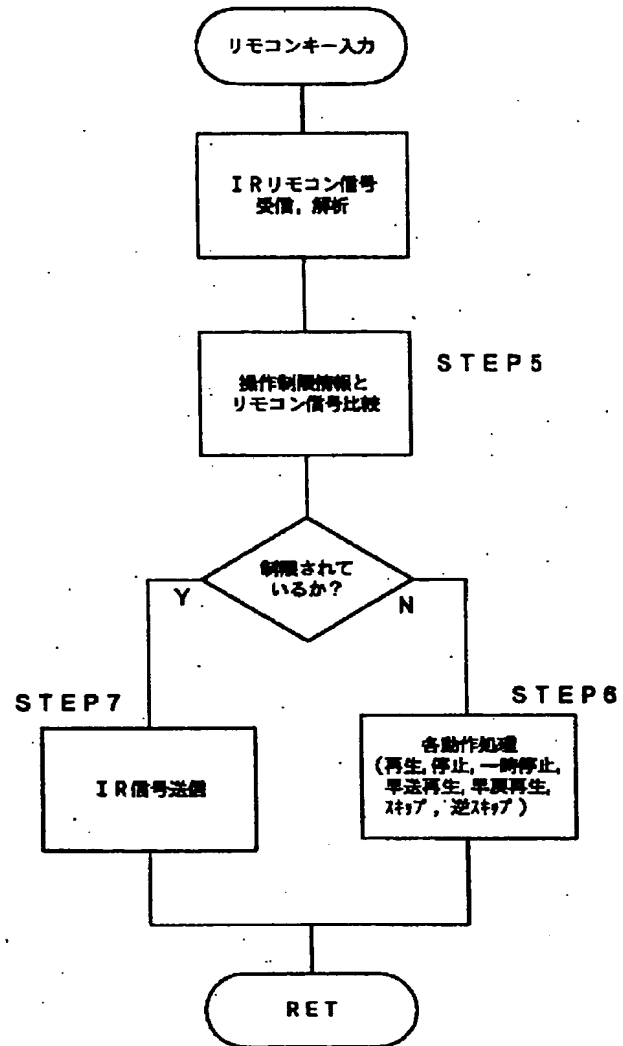 リモコンキー入力
IRリモコン信号
受信，解析
STEP5
操作制限情報と
リモコン信号比較
制限されて
いるか？
Y
N
STEP7
IR信号送信
STEP6
各動作処理
（再生，停止，一時停止，
早送再生，早戻再生，
ｽｷｯﾌﾟ，逆ｽｷｯﾌﾟ）
RET